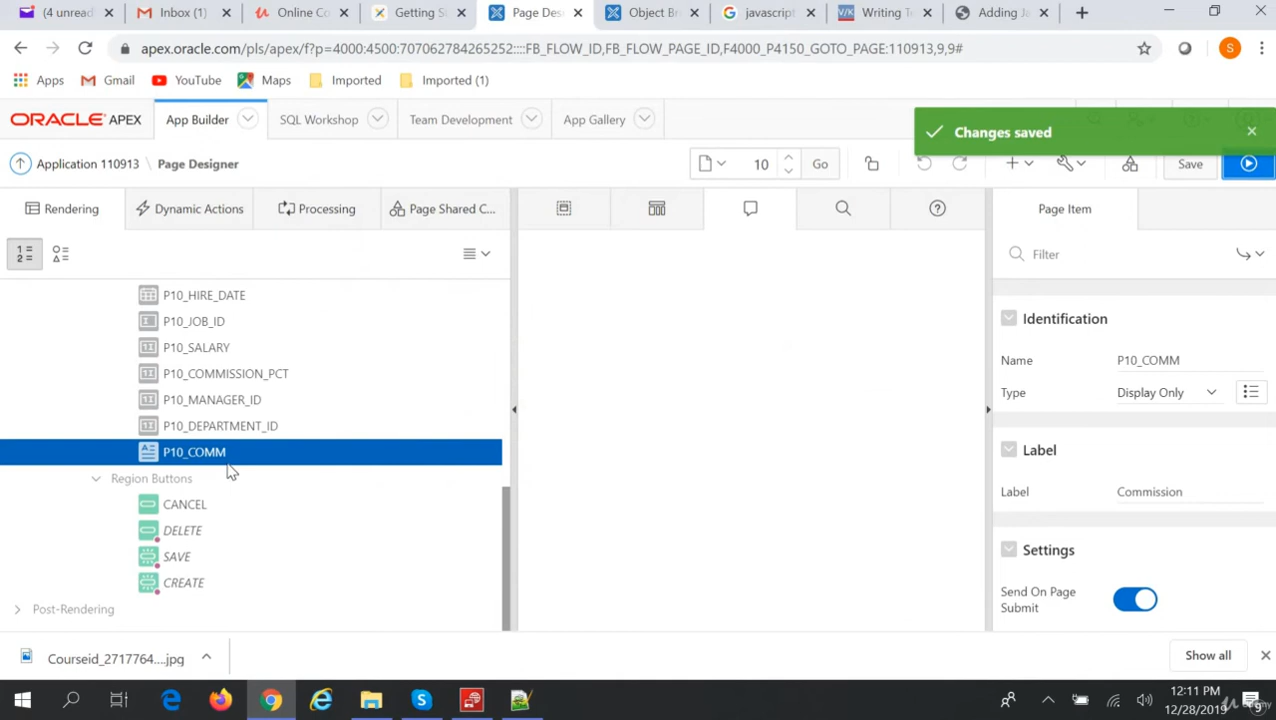 (4 unread)
Inbox (1)
Online Co
Getting S
Page Des
Object Br
javascript
Writing Te
Adding Je
apex.oracle.com/pls/apex/f?p=4000:4500:707062784265252::::FB_FLOW_ID,FB_FLOW_PAGE_ID,F4000_P4150_GOTO_PAGE:110913,9,9#
S
Apps
Gmail
YouTube
Maps
Imported
Imported (1)
ORACLE APEX
App Builder
SQL Workshop
Team Development
App Gallery
Changes saved
Application 110913 \ Page Designer
10
Go
Save
Rendering
Dynamic Actions
Processing
Page Shared C...
Page Item
Filter
P10_HIRE_DATE
P10_JOB_ID
P10_SALARY
P10_COMMISSION_PCT
P10_MANAGER_ID
P10_DEPARTMENT_ID
P10_COMM
Region Buttons
CANCEL
DELETE
SAVE
CREATE
Post-Rendering
Identification
Name
P10_COMM
Type
Display Only
Label
Label
Commission
Settings
Send On Page
Submit
Courseid_2717764....jpg
Show all
12:11 PM
12/28/2019